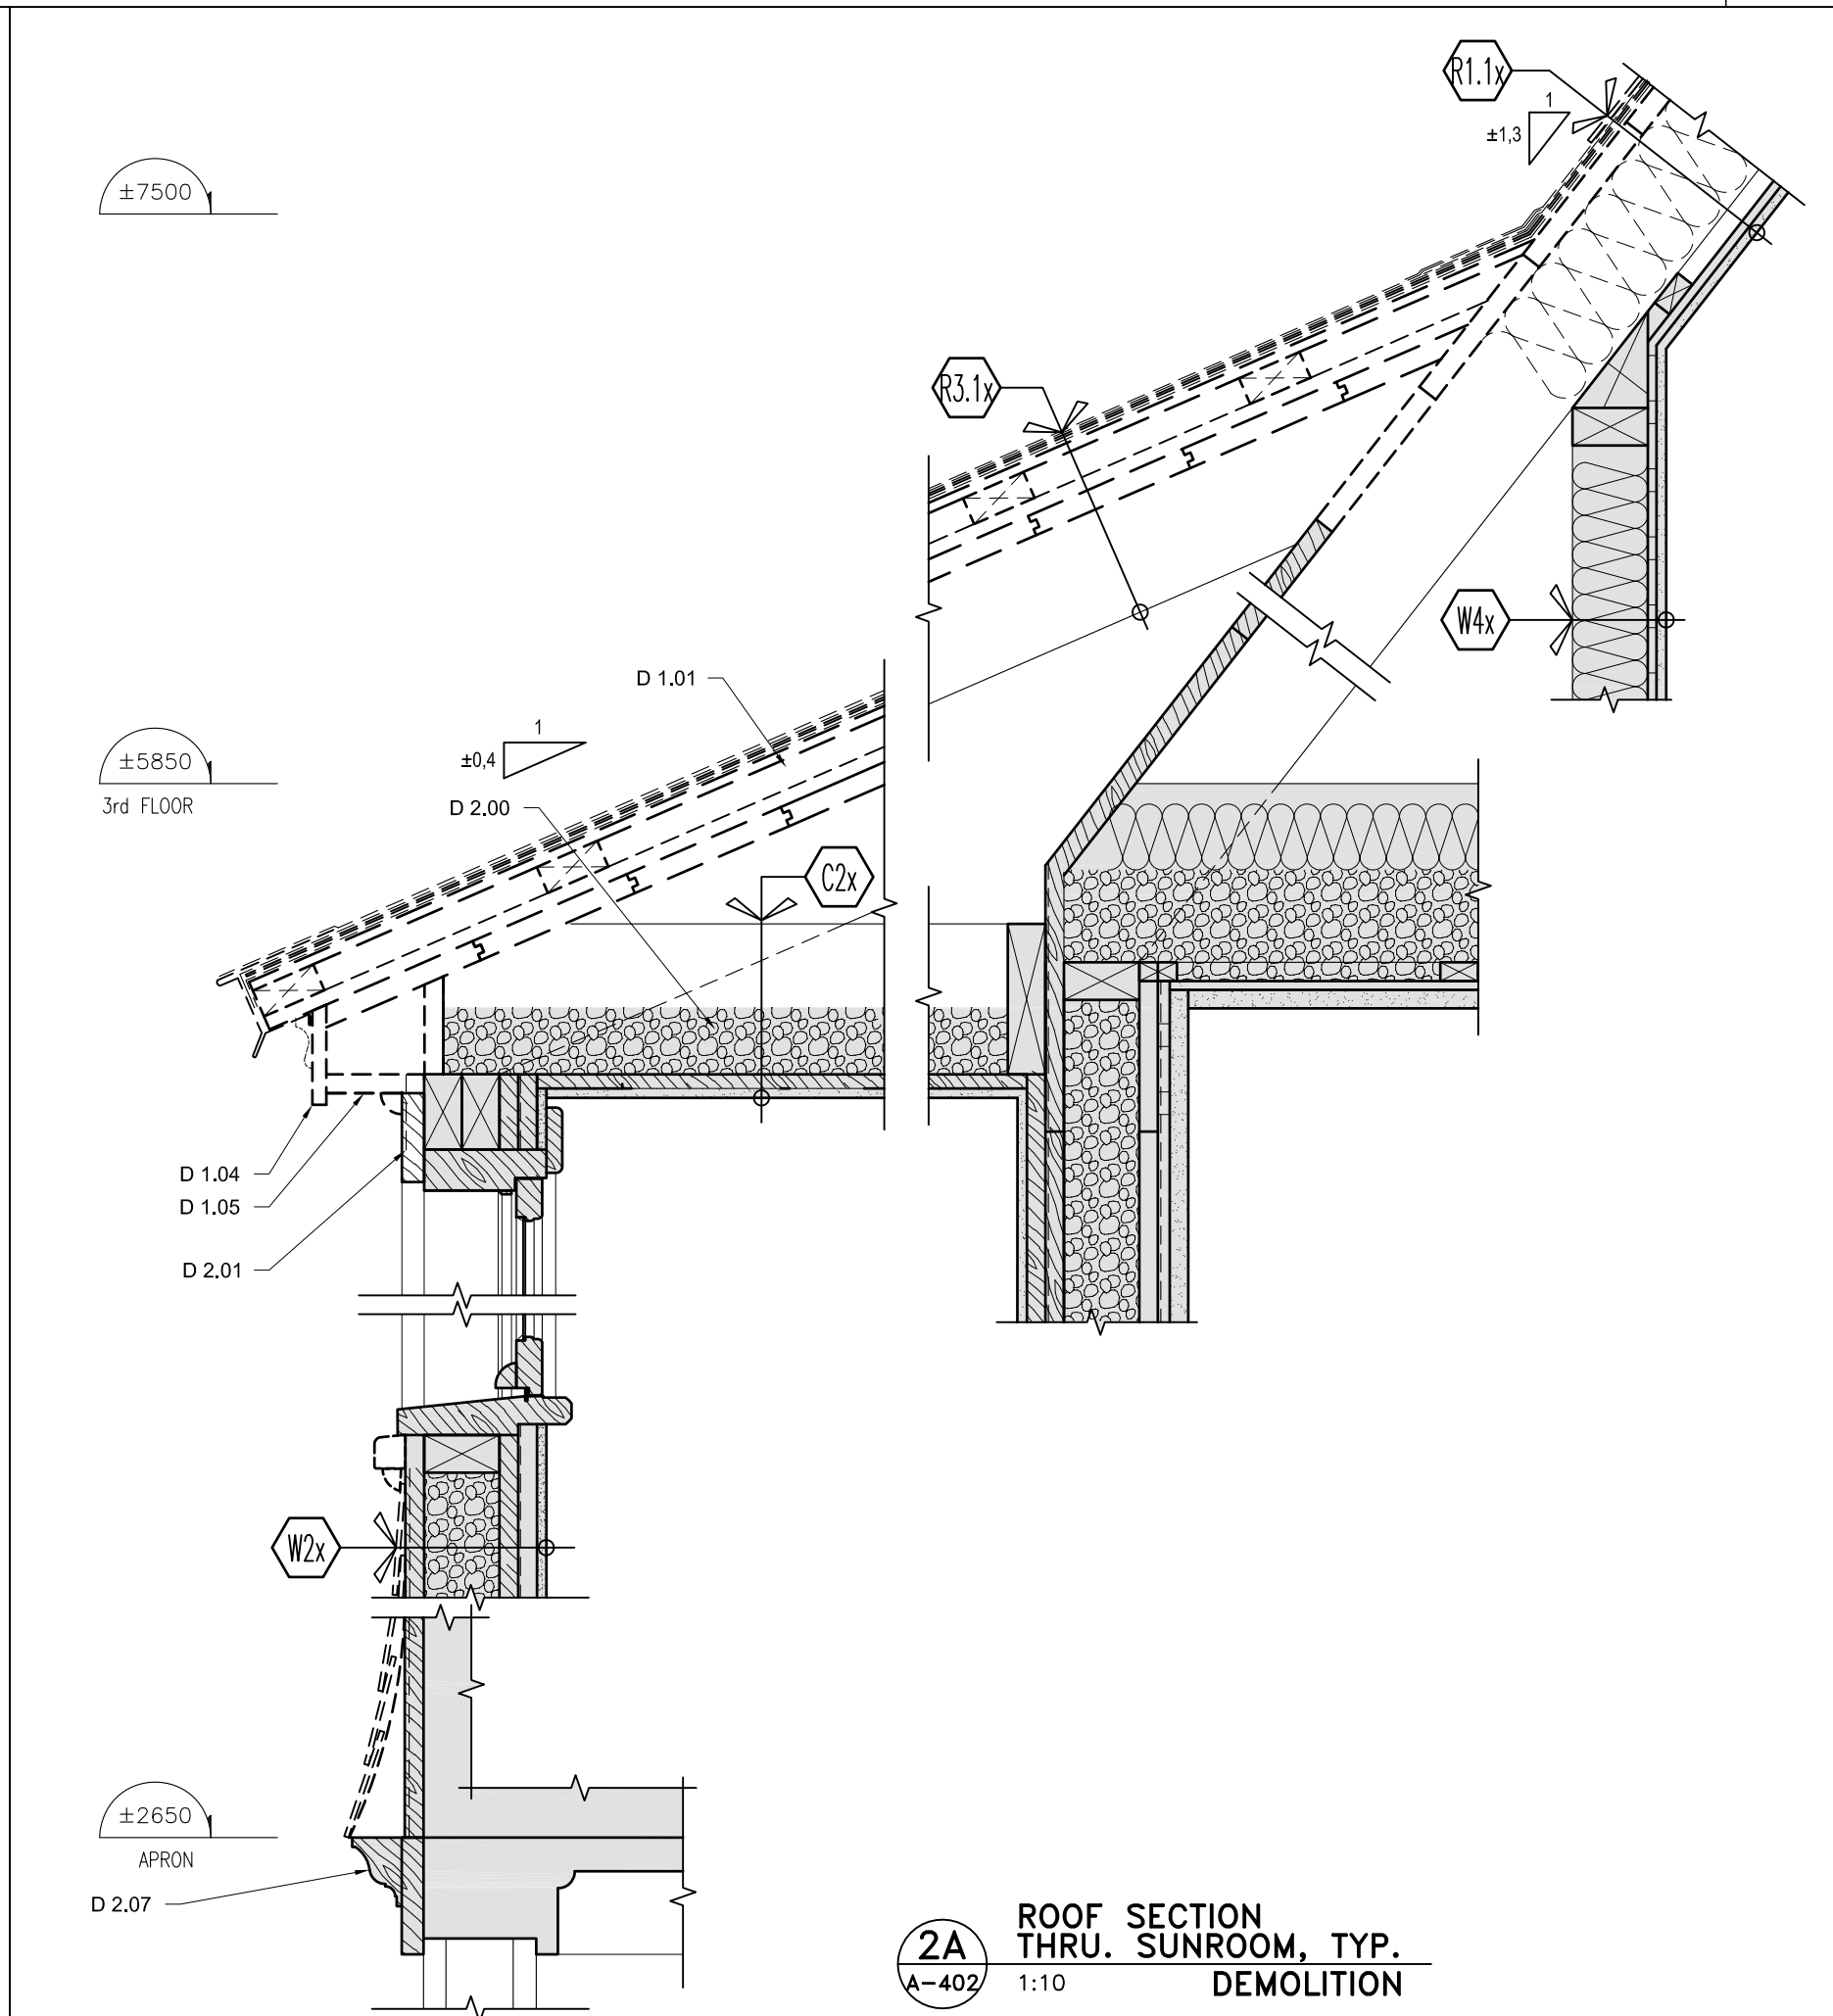 R1.1x
1
±1,3
±7500
R3.1x
W4x
D 1.01
1
±0,4
±5850
3rd FLOOR
D 2.00
C2x
D 1.04
D 1.05
D 2.01
W2x
±2650
APRON
D 2.07
2A
A-402
ROOF SECTION
THRU. SUNROOM, TYP.
1:10
DEMOLITION